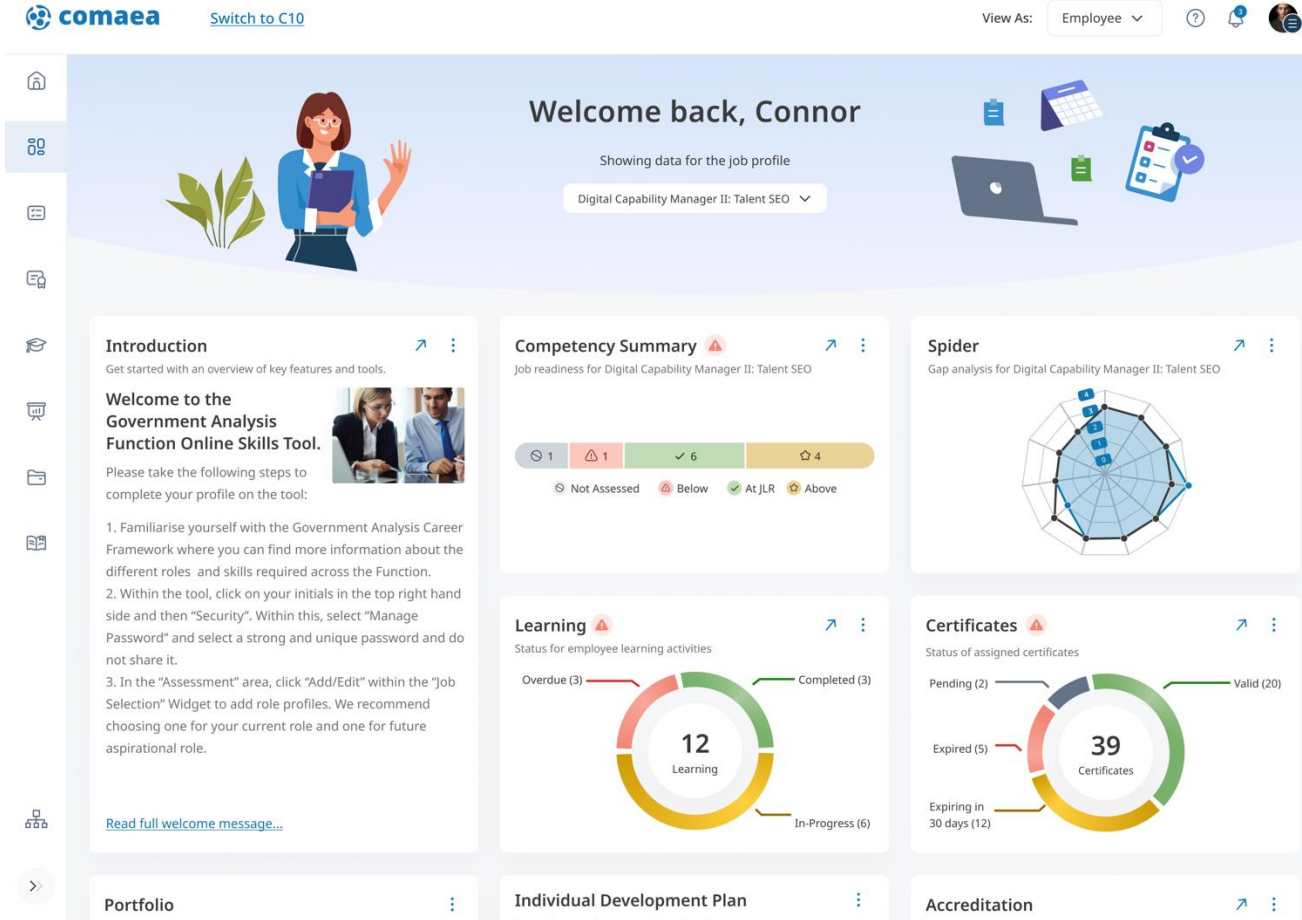 comaea
Switch to C10
View As:
Employee
3
Welcome back, Connor
Showing data for the job profile
Digital Capability Manager II: Talent SEO
Introduction
Get started with an overview of key features and tools.
Welcome to the
Government Analysis
Function Online Skills Tool.
Please take the following steps to
complete your profile on the tool:
1. Familiarise yourself with the Government Analysis Career
Framework where you can find more information about the
different roles and skills required across the Function.
2. Within the tool, click on your initials in the top right hand
side and then “Security”. Within this, select “Manage
Password” and select a strong and unique password and do
not share it.
3. In the “Assessment” area, click “Add/Edit” within the “Job
Selection” Widget to add role profiles. We recommend
choosing one for your current role and one for future
aspirational role.
Read full welcome message...
Competency Summary
Job readiness for Digital Capability Manager II: Talent SEO
1
1
6
4
Not Assessed
Below
At JLR
Above
Spider
Gap analysis for Digital Capability Manager II: Talent SEO
4
3
2
1
0
Learning
Status for employee learning activities
Overdue (3)
Completed (3)
12
Learning
In-Progress (6)
Certificates
Status of assigned certificates
Pending (2)
Valid (20)
Expired (5)
39
Certificates
Expiring in
30 days (12)
Portfolio
Individual Development Plan
Accreditation